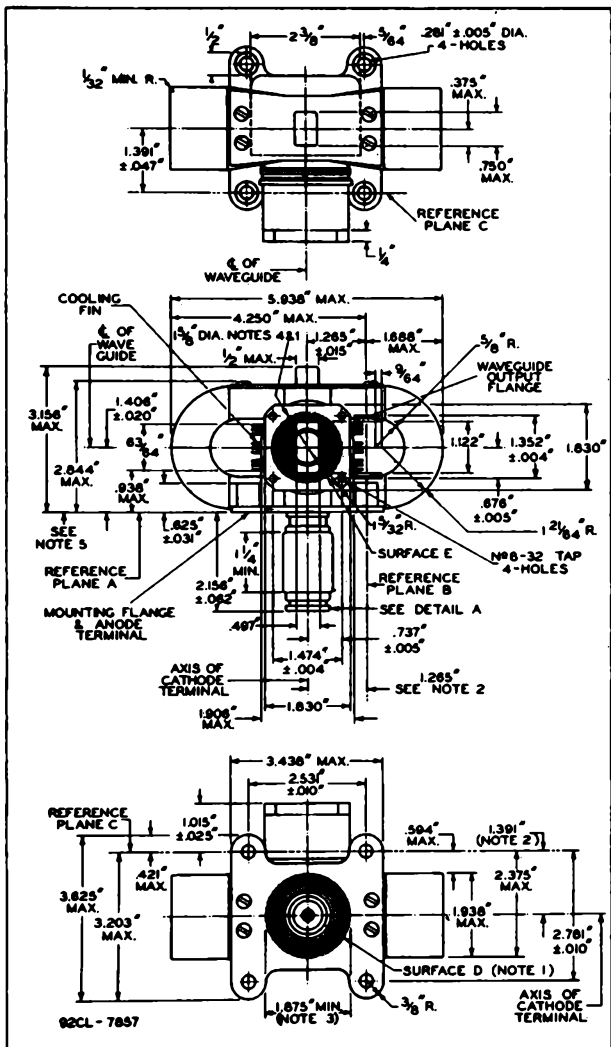 1/2"
2 3/8"
5/64"
.281" ±.005" DIA.
4-HOLES
1/32" MIN. R.
.375"
MAX.
1.391"
±.047"
.750"
MAX.
REFERENCE
PLANE C
1/4"
℄ OF
WAVEGUIDE
5.938" MAX.
COOLING
FIN
4.250" MAX.
1 5/8" DIA. NOTES 4&1
1.265"
±.015"
1.688"
MAX.
5/8" R.
℄ OF
WAVE
GUIDE
1/2" MAX.
9/64"
WAVEGUIDE
OUTPUT
FLANGE
3.156"
MAX.
1.406"
±.020"
63/64"
2.844"
MAX.
.938"
MAX.
1.122"
1.352"
±.004"
1.830"
.676"
±.005"
SEE
NOTE 5
.625"
±.031"
1 1/4"
MIN.
15/32" R.
1 21/64" R.
SURFACE E
Nº8-32 TAP
4-HOLES
REFERENCE
PLANE A
2.156"
±.062"
REFERENCE
PLANE B
MOUNTING FLANGE
& ANODE
TERMINAL
SEE DETAIL A
.497"
.737"
±.005"
1.474"
±.004"
AXIS OF
CATHODE
TERMINAL
1.265"
SEE NOTE 2
1.906"
MAX.
1.830"
3.438" MAX.
2.531"
±.010"
REFERENCE
PLANE C
1.015"
±.025"
.594"
MAX.
1.391"
(NOTE 2)
.421"
MAX.
3.625"
MAX.
3.203"
MAX.
2.375"
MAX.
1.938"
MAX.
2.781"
±.010"
SURFACE D (NOTE 1)
1.875" MIN.
(NOTE 3)
3/8" R.
AXIS OF
CATHODE
TERMINAL
92CL-7857